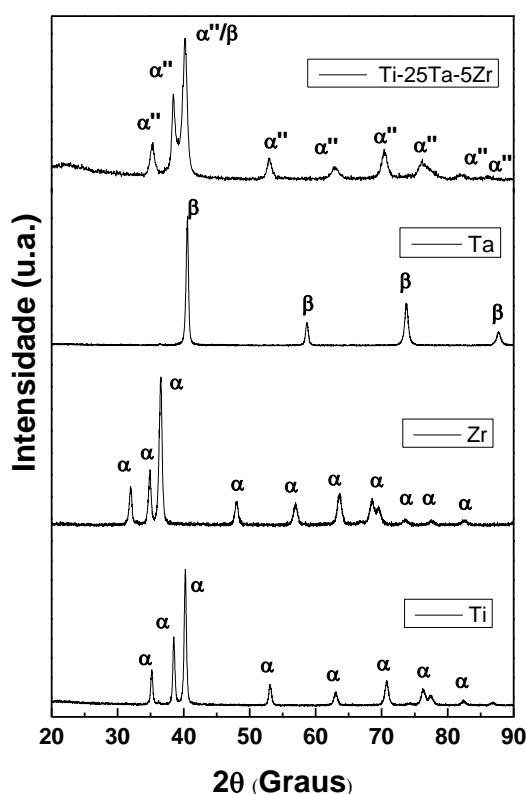 α''/β
Ti-25Ta-5Zr
α''
α'' α'' α'' α'' α'' α'' α''
β
Ta
β β β
α
Zr
α α α α α α α α α
α
Ti
α α α α α α α
20 30 40 50 60 70 80 90
2θ (Graus)
Intensidade (u.a.)